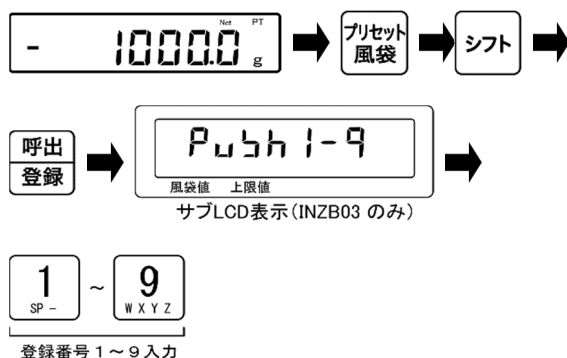 Net PT
- 1000.0 g
プリセット
風袋
シフト
呼出
登録
Push 1-9
風袋値 上限値
サブLCD表示(INZB03 のみ)
1 ~ 9
SP - W X Y Z
登録番号1~9入力